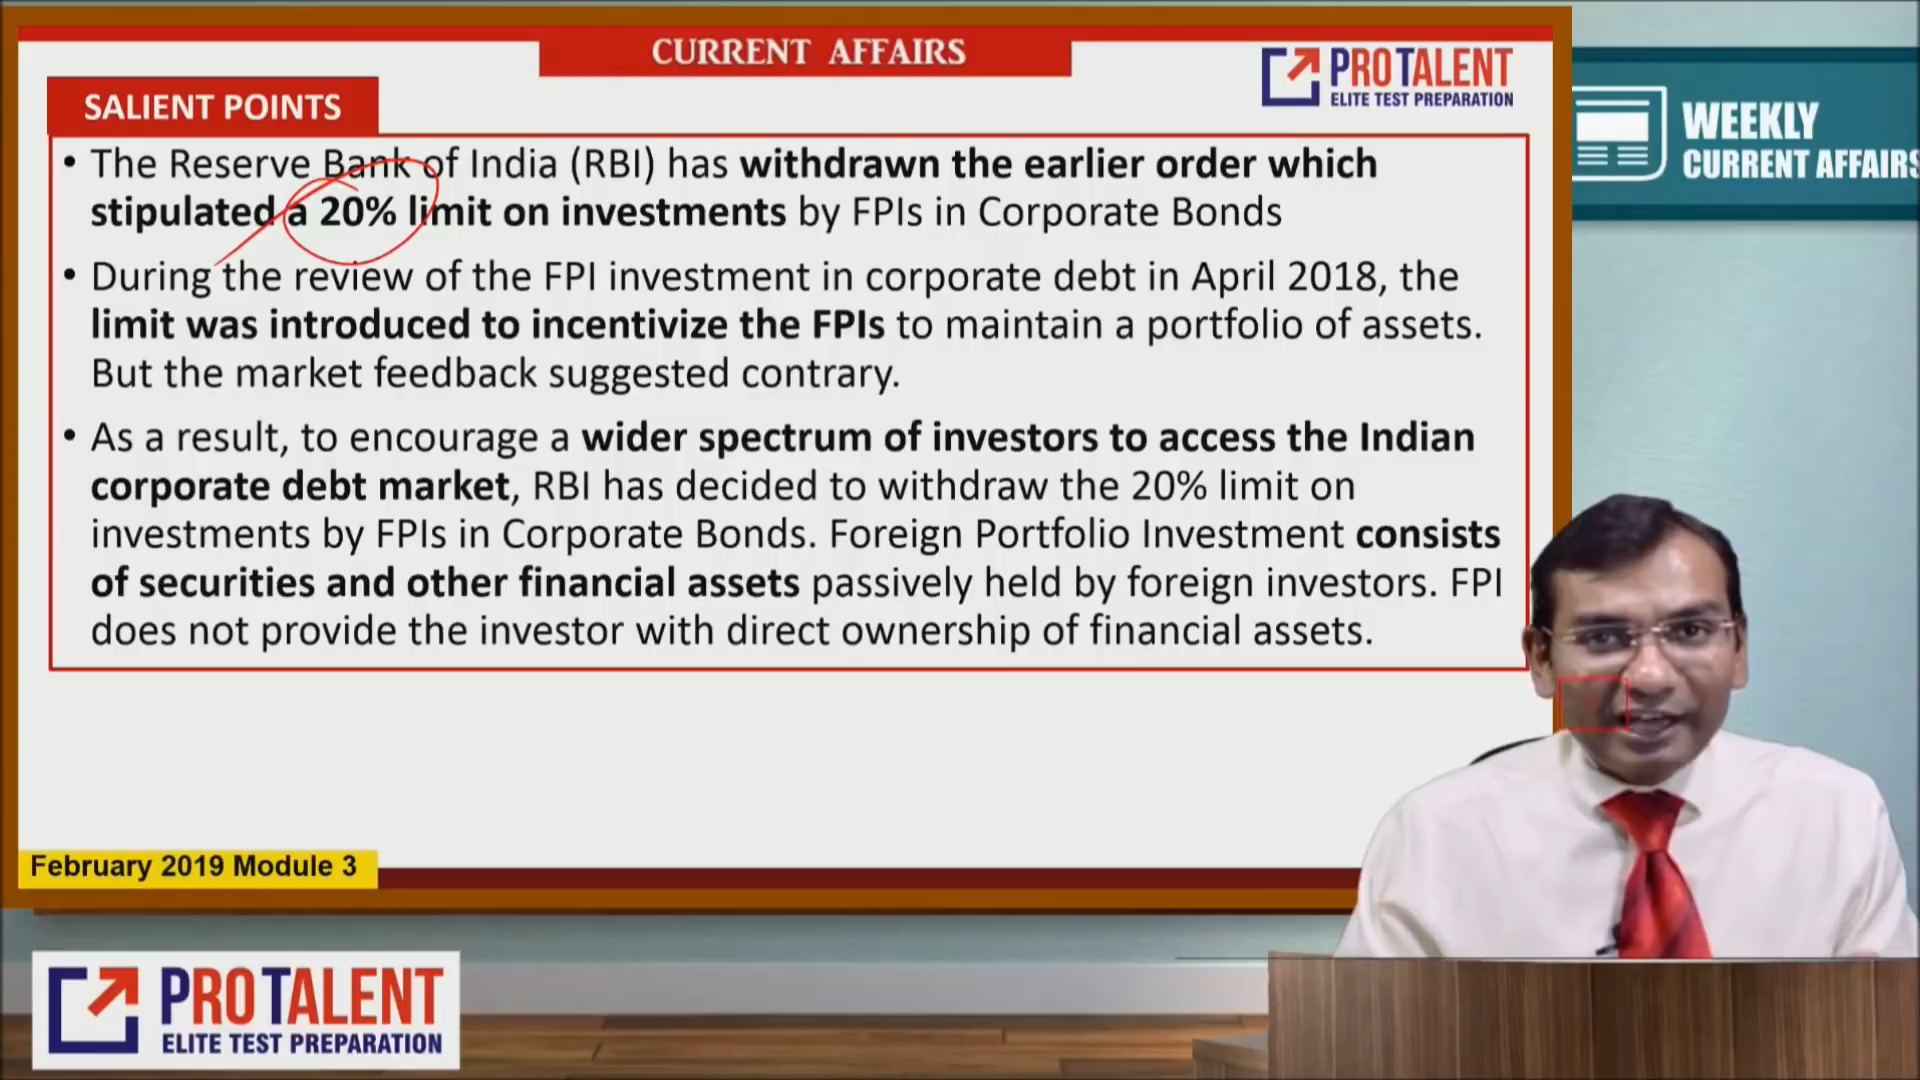 CURRENT AFFAIRS
PROTALENT
ELITE TEST PREPARATION
SALIENT POINTS
WEEKLY
CURRENT AFFAIRS
• The Reserve Bank of India (RBI) has withdrawn the earlier order which
stipulated a 20% limit on investments by FPIs in Corporate Bonds
• During the review of the FPI investment in corporate debt in April 2018, the
limit was introduced to incentivize the FPIs to maintain a portfolio of assets.
But the market feedback suggested contrary.
• As a result, to encourage a wider spectrum of investors to access the Indian
corporate debt market, RBI has decided to withdraw the 20% limit on
investments by FPIs in Corporate Bonds. Foreign Portfolio Investment consists
of securities and other financial assets passively held by foreign investors. FPI
does not provide the investor with direct ownership of financial assets.
February 2019 Module 3
PROTALENT
ELITE TEST PREPARATION